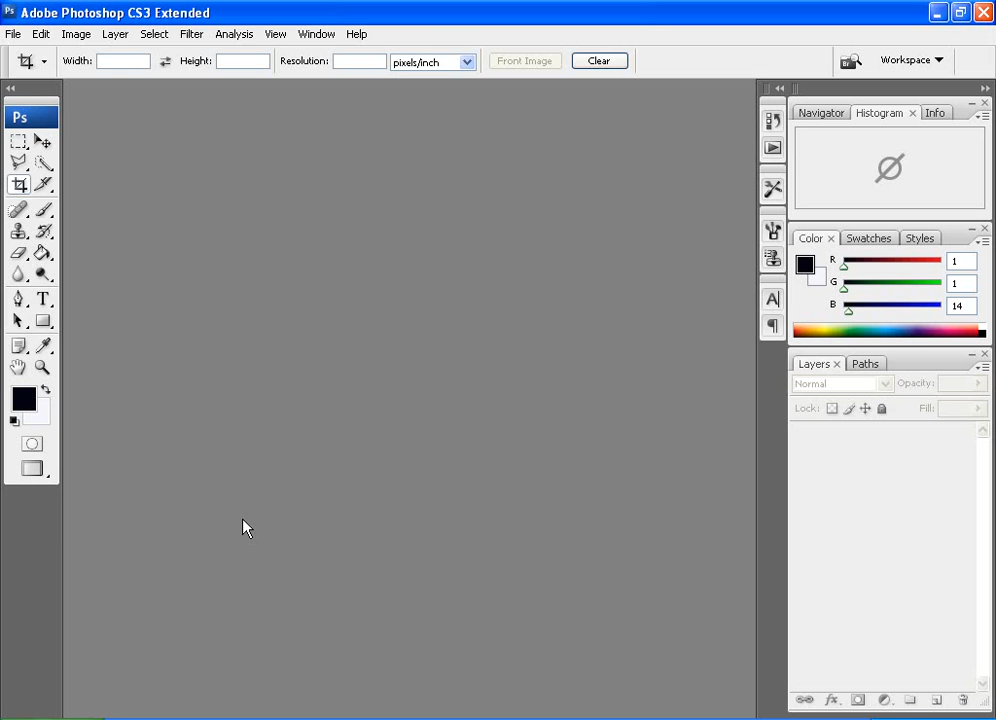 Ps Adobe Photoshop CS3 Extended
File Edit Image Layer Select Filter Analysis View Window Help
Width: Height: Resolution: pixels/inch Front Image Clear Br Workspace
Ps
Navigator Histogram Info
Color Swatches Styles
R 1
G 1
B 14
Layers Paths
Normal Opacity:
Lock: Fill: